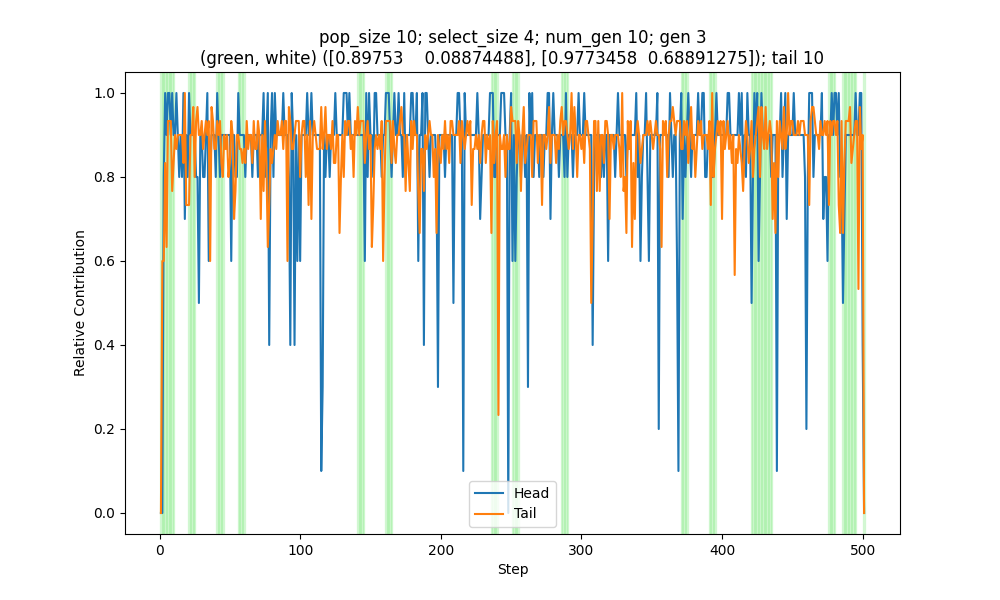 pop_size 10; select_size 4; num_gen 10; gen 3
(green, white) ([0.89753    0.08874488], [0.9773458  0.68891275]); tail 10
Relative Contribution
1.0
0.8
0.6
0.4
0.2
0.0
Head
Tail
0 100 200 300 400 500
Step